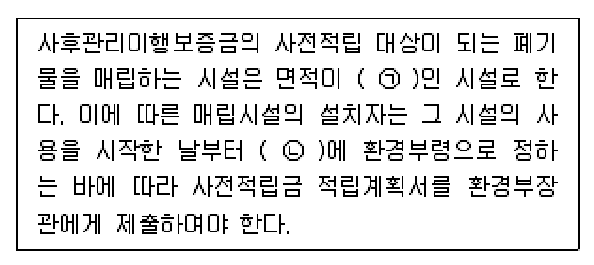 사후관리이행보증금의 사전적립 대상이 되는 폐기
물을 매립하는 시설은 면적이 ( ㉠ )인 시설로 한
다. 이에 따른 매립시설의 설치자는 그 시설의 사
용을 시작한 날부터 ( ㉡ )에 환경부령으로 정하
는 바에 따라 사전적립금 적립계획서를 환경부장
관에게 제출하여야 한다.